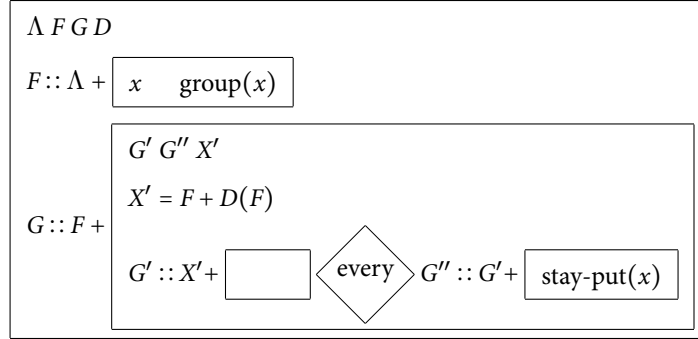 Λ F G D
F :: Λ + x group(x)
G′ G″ X′
X′ = F + D(F)
G :: F +
G′ :: X′+ every G″ :: G′+ stay-put(x)